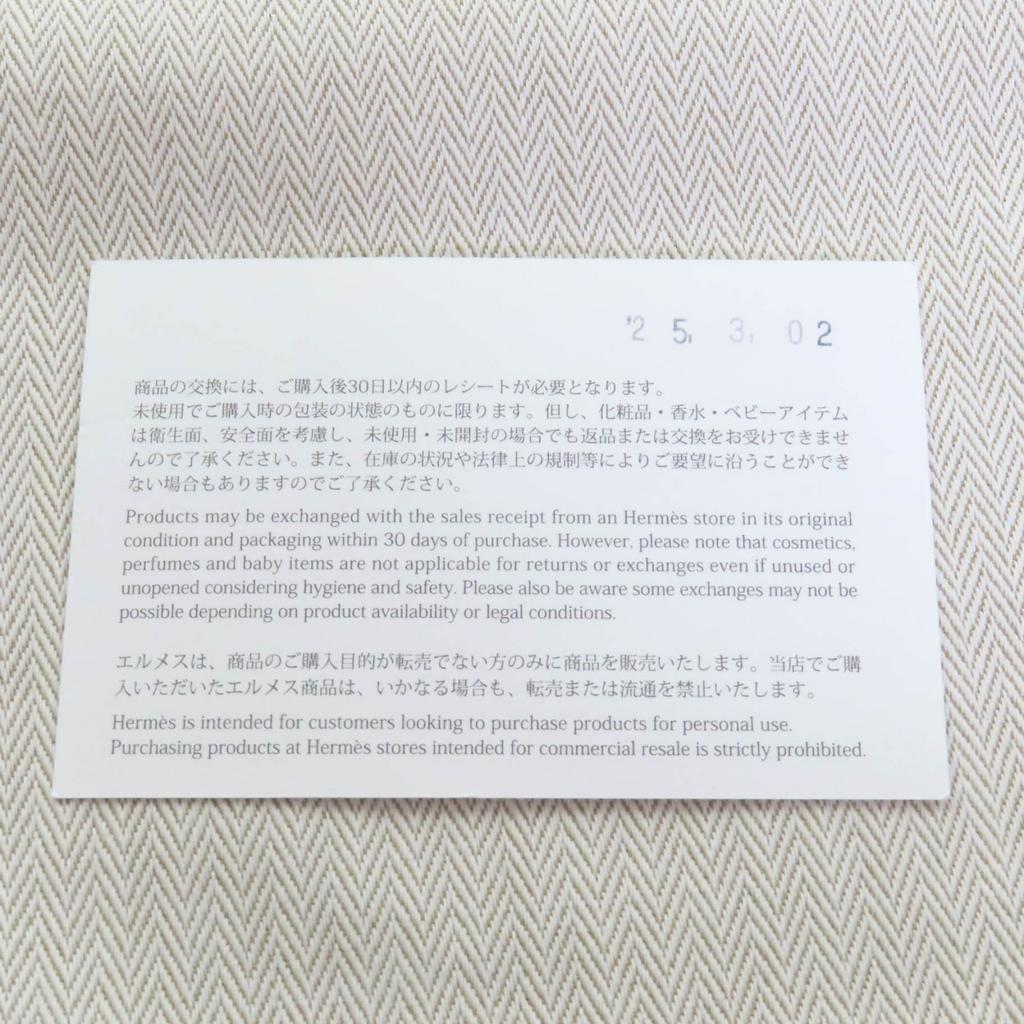 '25. 3. 02
商品の交換には、ご購入後30日以内のレシートが必要となります。
未使用でご購入時の包装の状態のものに限ります。但し、化粧品・香水・ベビーアイテム
は衛生面、安全面を考慮し、未使用・未開封の場合でも返品または交換をお受けできませ
んので了承ください。また、在庫の状況や法律上の規制等によりご要望に沿うことができ
ない場合もありますのでご了承ください。
Products may be exchanged with the sales receipt from an Hermès store in its original
condition and packaging within 30 days of purchase. However, please note that cosmetics,
perfumes and baby items are not applicable for returns or exchanges even if unused or
unopened considering hygiene and safety. Please also be aware some exchanges may not be
possible depending on product availability or legal conditions.
エルメスは、商品のご購入目的が転売でない方のみに商品を販売いたします。当店でご購
入いただいたエルメス商品は、いかなる場合も、転売または流通を禁止いたします。
Hermès is intended for customers looking to purchase products for personal use.
Purchasing products at Hermès stores intended for commercial resale is strictly prohibited.